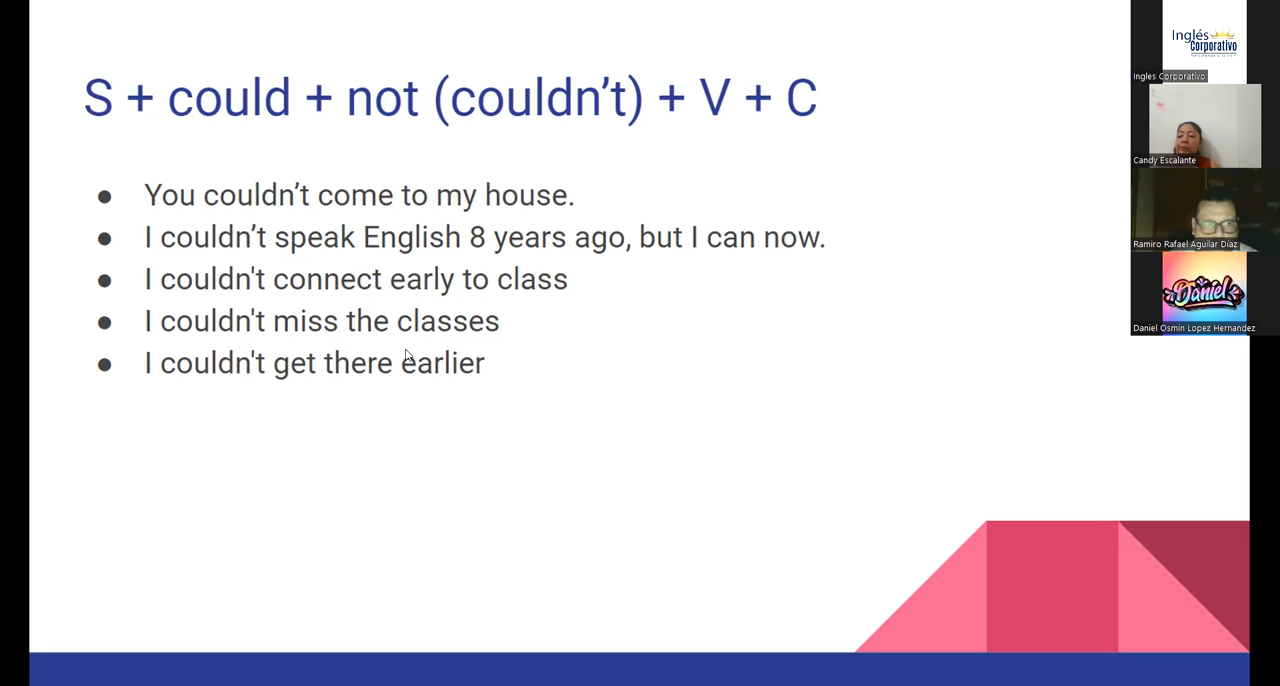 S + could + not (couldn’t) + V + C
● You couldn’t come to my house.
● I couldn’t speak English 8 years ago, but I can now.
● I couldn't connect early to class
● I couldn't miss the classes
● I couldn't get there earlier
Inglés
Corporativo
Ingles Corporativo
Candy Escalante
Ramiro Rafael Aguilar Díaz
Daniel
Daniel Osmin Lopez Hernandez